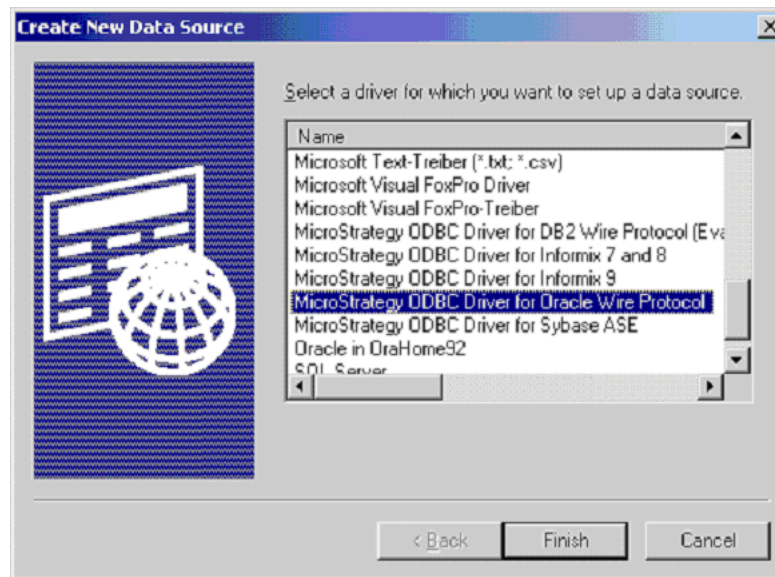 Create New Data Source
Select a driver for which you want to set up a data source.
Name
Microsoft Text-Treiber (*.txt; *.csv)
Microsoft Visual FoxPro Driver
Microsoft Visual FoxPro-Treiber
MicroStrategy ODBC Driver for DB2 Wire Protocol (Eva
MicroStrategy ODBC Driver for Informix 7 and 8
MicroStrategy ODBC Driver for Informix 9
MicroStrategy ODBC Driver for Oracle Wire Protocol
MicroStrategy ODBC Driver for Sybase ASE
Oracle in OraHome92
SQL Server
< Back Finish Cancel